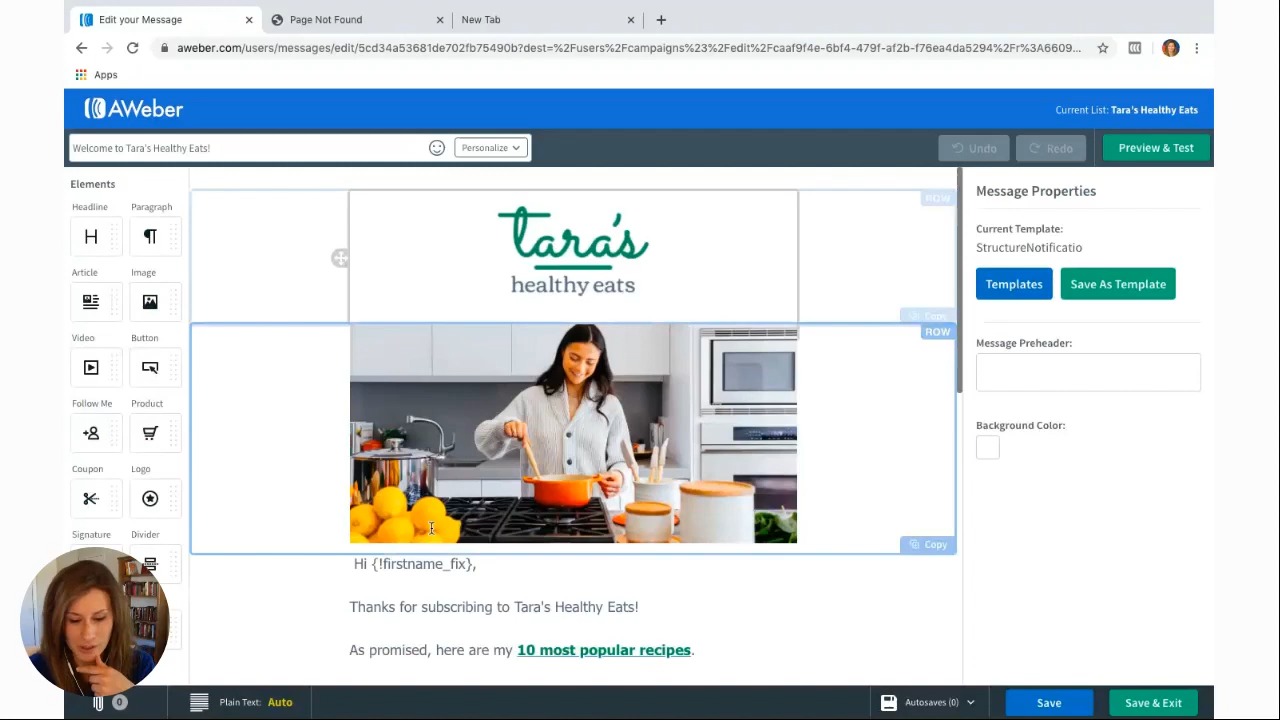 Edit your Message
Page Not Found
New Tab
aweber.com/users/messages/edit/5cd34a53681de702fb75490b?dest=%2Fusers%2Fcampaigns%23%2Fedit%2Fcaaf9f4e-6bf4-479f-af2b-f76ea4da5294%2Fr%3A6609...
Apps
AWeber
Current List: Tara's Healthy Eats
Welcome to Tara's Healthy Eats!
Personalize
Undo
Redo
Preview & Test
Elements
Headline Paragraph
Article Image
Video Button
Follow Me Product
Coupon Logo
Signature Divider
ROW
tara's
healthy eats
Copy
ROW
Copy
Hi {!firstname_fix},
Thanks for subscribing to Tara's Healthy Eats!
As promised, here are my 10 most popular recipes.
Message Properties
Current Template:
StructureNotificatio
Templates
Save As Template
Message Preheader:
Background Color:
0
Plain Text: Auto
Autosaves (0)
Save
Save & Exit